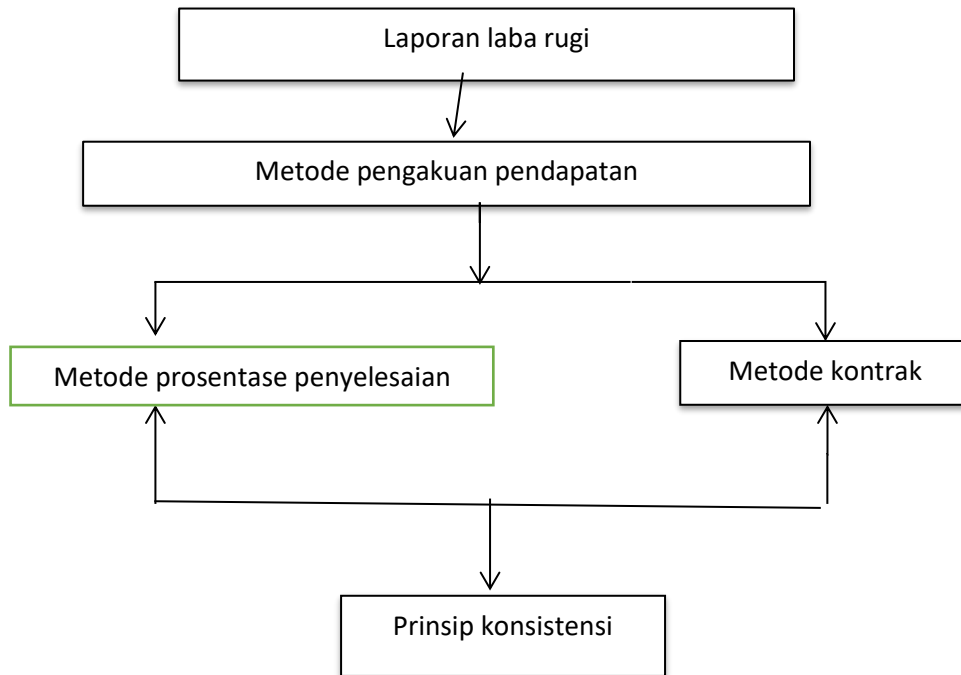 Laporan laba rugi
Metode pengakuan pendapatan
Metode prosentase penyelesaian
Metode kontrak
Prinsip konsistensi